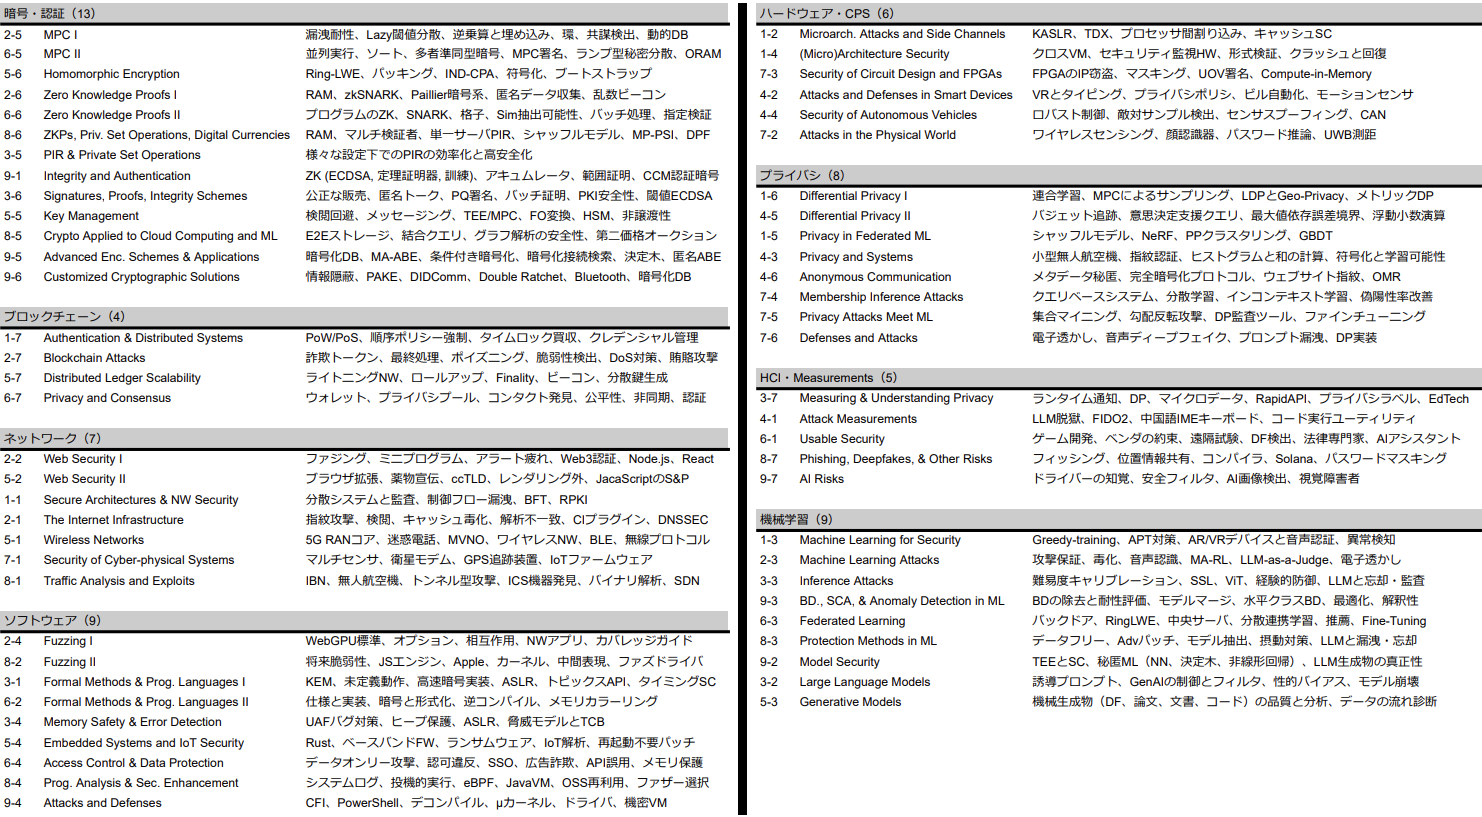 暗号・認証（13）
2-5 MPC I 漏洩耐性、Lazy閾値分散、逆乗算と埋め込み、環、共謀検出、動的DB
6-5 MPC II 並列実行、ソート、多者準同型暗号、MPC署名、ランプ型秘密分散、ORAM
5-6 Homomorphic Encryption Ring-LWE、パッキング、IND-CPA、符号化、ブートストラップ
2-6 Zero Knowledge Proofs I RAM、zkSNARK、Paillier暗号系、匿名データ収集、乱数ビーコン
6-6 Zero Knowledge Proofs II プログラムのZK、SNARK、格子、Sim抽出可能性、バッチ処理、指定検証
8-6 ZKPs, Priv. Set Operations, Digital Currencies RAM、マルチ検証者、単一サーバPIR、シャッフルモデル、MP-PSI、DPF
3-5 PIR & Private Set Operations 様々な設定下でのPIRの効率化と高安全化
9-1 Integrity and Authentication ZK (ECDSA, 定理証明器, 訓練)、アキュムレータ、範囲証明、CCM認証暗号
3-6 Signatures, Proofs, Integrity Schemes 公正な販売、匿名トーク、PQ署名、バッチ証明、PKI安全性、閾値ECDSA
5-5 Key Management 検閲回避、メッセージング、TEE/MPC、FO変換、HSM、非譲渡性
8-5 Crypto Applied to Cloud Computing and ML E2Eストレージ、結合クエリ、グラフ解析の安全性、第二価格オークション
9-5 Advanced Enc. Schemes & Applications 暗号化DB、MA-ABE、条件付き暗号化、暗号化接続検索、決定木、匿名ABE
9-6 Customized Cryptographic Solutions 情報隠蔽、PAKE、DIDComm、Double Ratchet、Bluetooth、暗号化DB
ブロックチェーン（4）
1-7 Authentication & Distributed Systems PoW/PoS、順序ポリシー強制、タイムロック買収、クレデンシャル管理
2-7 Blockchain Attacks 詐欺トークン、最終処理、ポイズニング、脆弱性検出、DoS対策、賄賂攻撃
5-7 Distributed Ledger Scalability ライトニングNW、ロールアップ、Finality、ビーコン、分散鍵生成
6-7 Privacy and Consensus ウォレット、プライバシプール、コンタクト発見、公平性、非同期、認証
ネットワーク（7）
2-2 Web Security I ファジング、ミニプログラム、アラート疲れ、Web3認証、Node.js、React
5-2 Web Security II ブラウザ拡張、薬物宣伝、ccTLD、レンダリング外、JacaScriptのS&P
1-1 Secure Architectures & NW Security 分散システムと監査、制御フロー漏洩、BFT、RPKI
2-1 The Internet Infrastructure 指紋攻撃、検閲、キャッシュ毒化、解析不一致、CIプラグイン、DNSSEC
5-1 Wireless Networks 5G RANコア、迷惑電話、MVNO、ワイヤレスNW、BLE、無線プロトコル
7-1 Security of Cyber-physical Systems マルチセンサ、衛星モデム、GPS追跡装置、IoTファームウェア
8-1 Traffic Analysis and Exploits IBN、無人航空機、トンネル型攻撃、ICS機器発見、バイナリ解析、SDN
ソフトウェア（9）
2-4 Fuzzing I WebGPU標準、オプション、相互作用、NWアプリ、カバレッジガイド
8-2 Fuzzing II 将来脆弱性、JSエンジン、Apple、カーネル、中間表現、ファズドライバ
3-1 Formal Methods & Prog. Languages I KEM、未定義動作、高速暗号実装、ASLR、トピックスAPI、タイミングSC
6-2 Formal Methods & Prog. Languages II 仕様と実装、暗号と形式化、逆コンパイル、メモリカラーリング
3-4 Memory Safety & Error Detection UAFバグ対策、ヒープ保護、ASLR、脅威モデルとTCB
5-4 Embedded Systems and IoT Security Rust、ベースバンドFW、ランサムウェア、IoT解析、再起動不要パッチ
6-4 Access Control & Data Protection データオンリー攻撃、認可違反、SSO、広告詐欺、API誤用、メモリ保護
8-4 Prog. Analysis & Sec. Enhancement システムログ、投機的実行、eBPF、JavaVM、OSS再利用、ファザー選択
9-4 Attacks and Defenses CFI、PowerShell、デコンパイル、μカーネル、ドライバ、機密VM
ハードウェア・CPS（6）
1-2 Microarch. Attacks and Side Channels KASLR、TDX、プロセッサ間割り込み、キャッシュSC
1-4 (Micro)Architecture Security クロスVM、セキュリティ監視HW、形式検証、クラッシュと回復
7-3 Security of Circuit Design and FPGAs FPGAのIP窃盗、マスキング、UOV署名、Compute-in-Memory
4-2 Attacks and Defenses in Smart Devices VRとタイピング、プライバシポリシ、ビル自動化、モーションセンサ
4-4 Security of Autonomous Vehicles ロバスト制御、敵対サンプル検出、センサスプーフィング、CAN
7-2 Attacks in the Physical World ワイヤレスセンシング、顔認識器、パスワード推論、UWB測距
プライバシ（8）
1-6 Differential Privacy I 連合学習、MPCによるサンプリング、LDPとGeo-Privacy、メトリックDP
4-5 Differential Privacy II バジェット追跡、意思決定支援クエリ、最大値依存誤差境界、浮動小数演算
1-5 Privacy in Federated ML シャッフルモデル、NeRF、PPクラスタリング、GBDT
4-3 Privacy and Systems 小型無人航空機、指紋認証、ヒストグラムと和の計算、符号化と学習可能性
4-6 Anonymous Communication メタデータ秘匿、完全暗号化プロトコル、ウェブサイト指紋、OMR
7-4 Membership Inference Attacks クエリベースシステム、分散学習、インコンテキスト学習、偽陽性率改善
7-5 Privacy Attacks Meet ML 集合マイニング、勾配反転攻撃、DP監査ツール、ファインチューニング
7-6 Defenses and Attacks 電子透かし、音声ディープフェイク、プロンプト漏洩、DP実装
HCI・Measurements（5）
3-7 Measuring & Understanding Privacy ランタイム通知、DP、マイクロデータ、RapidAPI、プライバシラベル、EdTech
4-1 Attack Measurements LLM脱獄、FIDO2、中国語IMEキーボード、コード実行ユーティリティ
6-1 Usable Security ゲーム開発、ベンダの約束、遠隔試験、DF検出、法律専門家、AIアシスタント
8-7 Phishing, Deepfakes, & Other Risks フィッシング、位置情報共有、コンパイラ、Solana、パスワードマスキング
9-7 AI Risks ドライバーの知覚、安全フィルタ、AI画像検出、視覚障害者
機械学習（9）
1-3 Machine Learning for Security Greedy-training、APT対策、AR/VRデバイスと音声認証、異常検知
2-3 Machine Learning Attacks 攻撃保証、毒化、音声認識、MA-RL、LLM-as-a-Judge、電子透かし
3-3 Inference Attacks 難易度キャリブレーション、SSL、ViT、経験的防御、LLMと忘却・監査
9-3 BD., SCA, & Anomaly Detection in ML BDの除去と耐性評価、モデルマージ、水平クラスBD、最適化、解釈性
6-3 Federated Learning バックドア、RingLWE、中央サーバ、分散連携学習、推薦、Fine-Tuning
8-3 Protection Methods in ML データフリー、Advパッチ、モデル抽出、摂動対策、LLMと漏洩・忘却
9-2 Model Security TEEとSC、秘匿ML（NN、決定木、非線形回帰）、LLM生成物の真正性
3-2 Large Language Models 誘導プロンプト、GenAIの制御とフィルタ、性的バイアス、モデル崩壊
5-3 Generative Models 機械生成物（DF、論文、文書、コード）の品質と分析、データの流れ診断